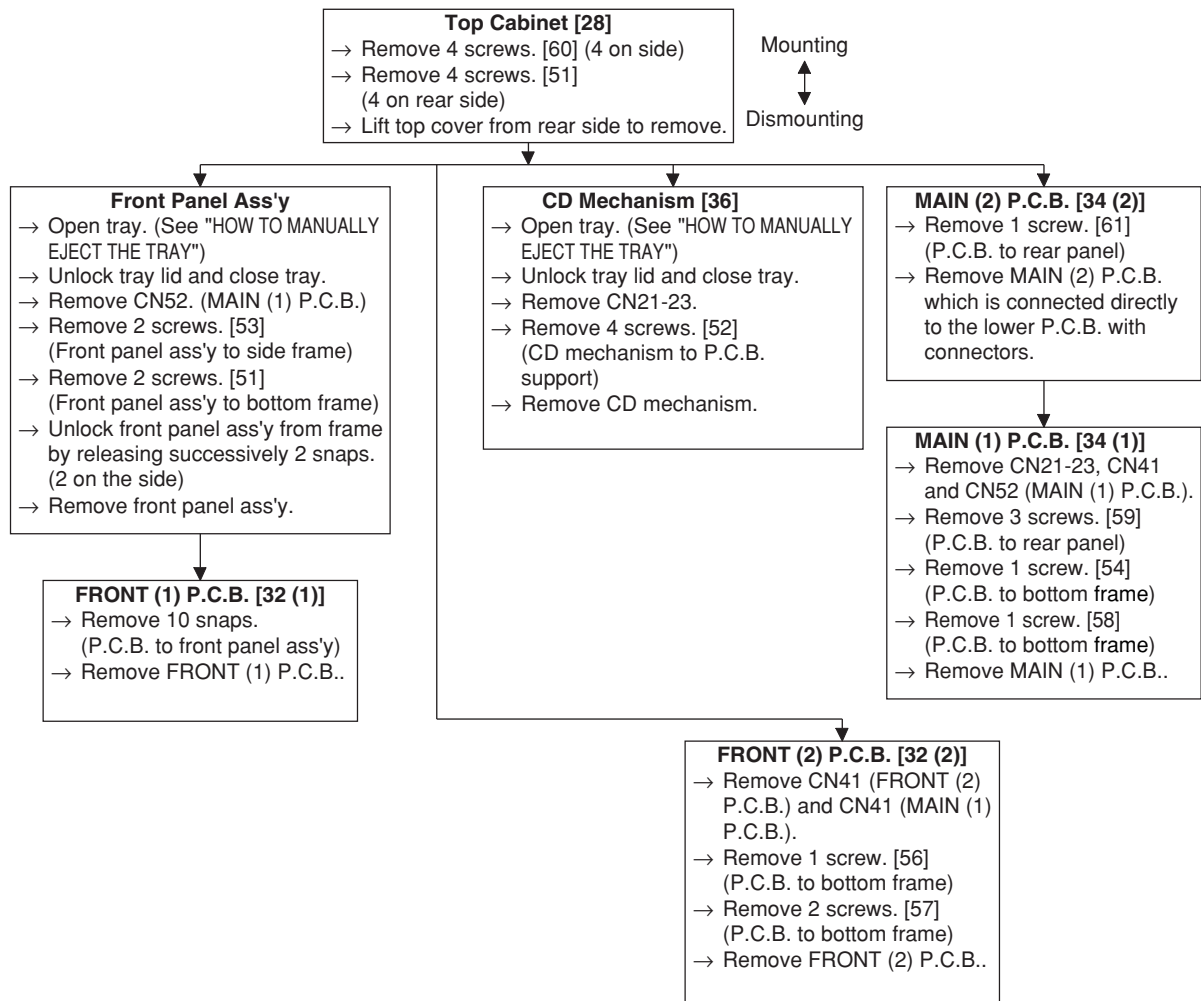 Top Cabinet [28]
→ Remove 4 screws. [60] (4 on side)
→ Remove 4 screws. [51]
(4 on rear side)
→ Lift top cover from rear side to remove.
Mounting
Dismounting
Front Panel Ass'y
→ Open tray. (See "HOW TO MANUALLY
EJECT THE TRAY")
→ Unlock tray lid and close tray.
→ Remove CN52. (MAIN (1) P.C.B.)
→ Remove 2 screws. [53]
(Front panel ass'y to side frame)
→ Remove 2 screws. [51]
(Front panel ass'y to bottom frame)
→ Unlock front panel ass'y from frame
by releasing successively 2 snaps.
(2 on the side)
→ Remove front panel ass'y.
FRONT (1) P.C.B. [32 (1)]
→ Remove 10 snaps.
(P.C.B. to front panel ass'y)
→ Remove FRONT (1) P.C.B..
CD Mechanism [36]
→ Open tray. (See "HOW TO MANUALLY
EJECT THE TRAY")
→ Unlock tray lid and close tray.
→ Remove CN21-23.
→ Remove 4 screws. [52]
(CD mechanism to P.C.B.
support)
→ Remove CD mechanism.
MAIN (2) P.C.B. [34 (2)]
→ Remove 1 screw. [61]
(P.C.B. to rear panel)
→ Remove MAIN (2) P.C.B.
which is connected directly
to the lower P.C.B. with
connectors.
MAIN (1) P.C.B. [34 (1)]
→ Remove CN21-23, CN41
and CN52 (MAIN (1) P.C.B.).
→ Remove 3 screws. [59]
(P.C.B. to rear panel)
→ Remove 1 screw. [54]
(P.C.B. to bottom frame)
→ Remove 1 screw. [58]
(P.C.B. to bottom frame)
→ Remove MAIN (1) P.C.B..
FRONT (2) P.C.B. [32 (2)]
→ Remove CN41 (FRONT (2)
P.C.B.) and CN41 (MAIN (1)
P.C.B.).
→ Remove 1 screw. [56]
(P.C.B. to bottom frame)
→ Remove 2 screws. [57]
(P.C.B. to bottom frame)
→ Remove FRONT (2) P.C.B..